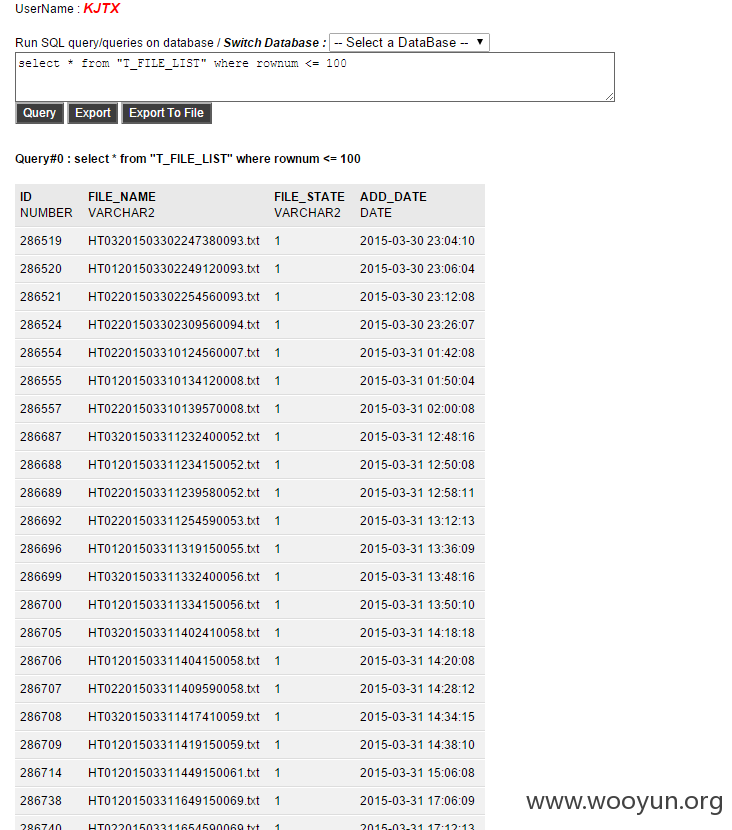 UserName : KJTX
Run SQL query/queries on database / Switch Database : -- Select a DataBase -- ▼
select * from "T_FILE_LIST" where rownum <= 100
Query Export Export To File
Query#0 : select * from "T_FILE_LIST" where rownum <= 100
ID FILE_NAME FILE_STATE ADD_DATE
NUMBER VARCHAR2 VARCHAR2 DATE
286519 HT03201503302247380093.txt 1 2015-03-30 23:04:10
286520 HT01201503302249120093.txt 1 2015-03-30 23:06:04
286521 HT02201503302254560093.txt 1 2015-03-30 23:12:08
286524 HT02201503302309560094.txt 1 2015-03-30 23:26:07
286554 HT02201503310124560007.txt 1 2015-03-31 01:42:08
286555 HT01201503310134120008.txt 1 2015-03-31 01:50:04
286557 HT02201503310139570008.txt 1 2015-03-31 02:00:08
286687 HT03201503311232400052.txt 1 2015-03-31 12:48:16
286688 HT01201503311234150052.txt 1 2015-03-31 12:50:08
286689 HT02201503311239580052.txt 1 2015-03-31 12:58:11
286692 HT02201503311254590053.txt 1 2015-03-31 13:12:13
286696 HT01201503311319150055.txt 1 2015-03-31 13:36:09
286699 HT03201503311332400056.txt 1 2015-03-31 13:48:16
286700 HT01201503311334150056.txt 1 2015-03-31 13:50:10
286705 HT03201503311402410058.txt 1 2015-03-31 14:18:18
286706 HT01201503311404150058.txt 1 2015-03-31 14:20:08
286707 HT02201503311409590058.txt 1 2015-03-31 14:28:12
286708 HT03201503311417410059.txt 1 2015-03-31 14:34:15
286709 HT01201503311419150059.txt 1 2015-03-31 14:38:10
286714 HT01201503311449150061.txt 1 2015-03-31 15:06:08
286738 HT01201503311649150069.txt 1 2015-03-31 17:06:09
286740 HT02201503311654590069.txt 1 2015-03-31 17:12:13
www.wooyun.org